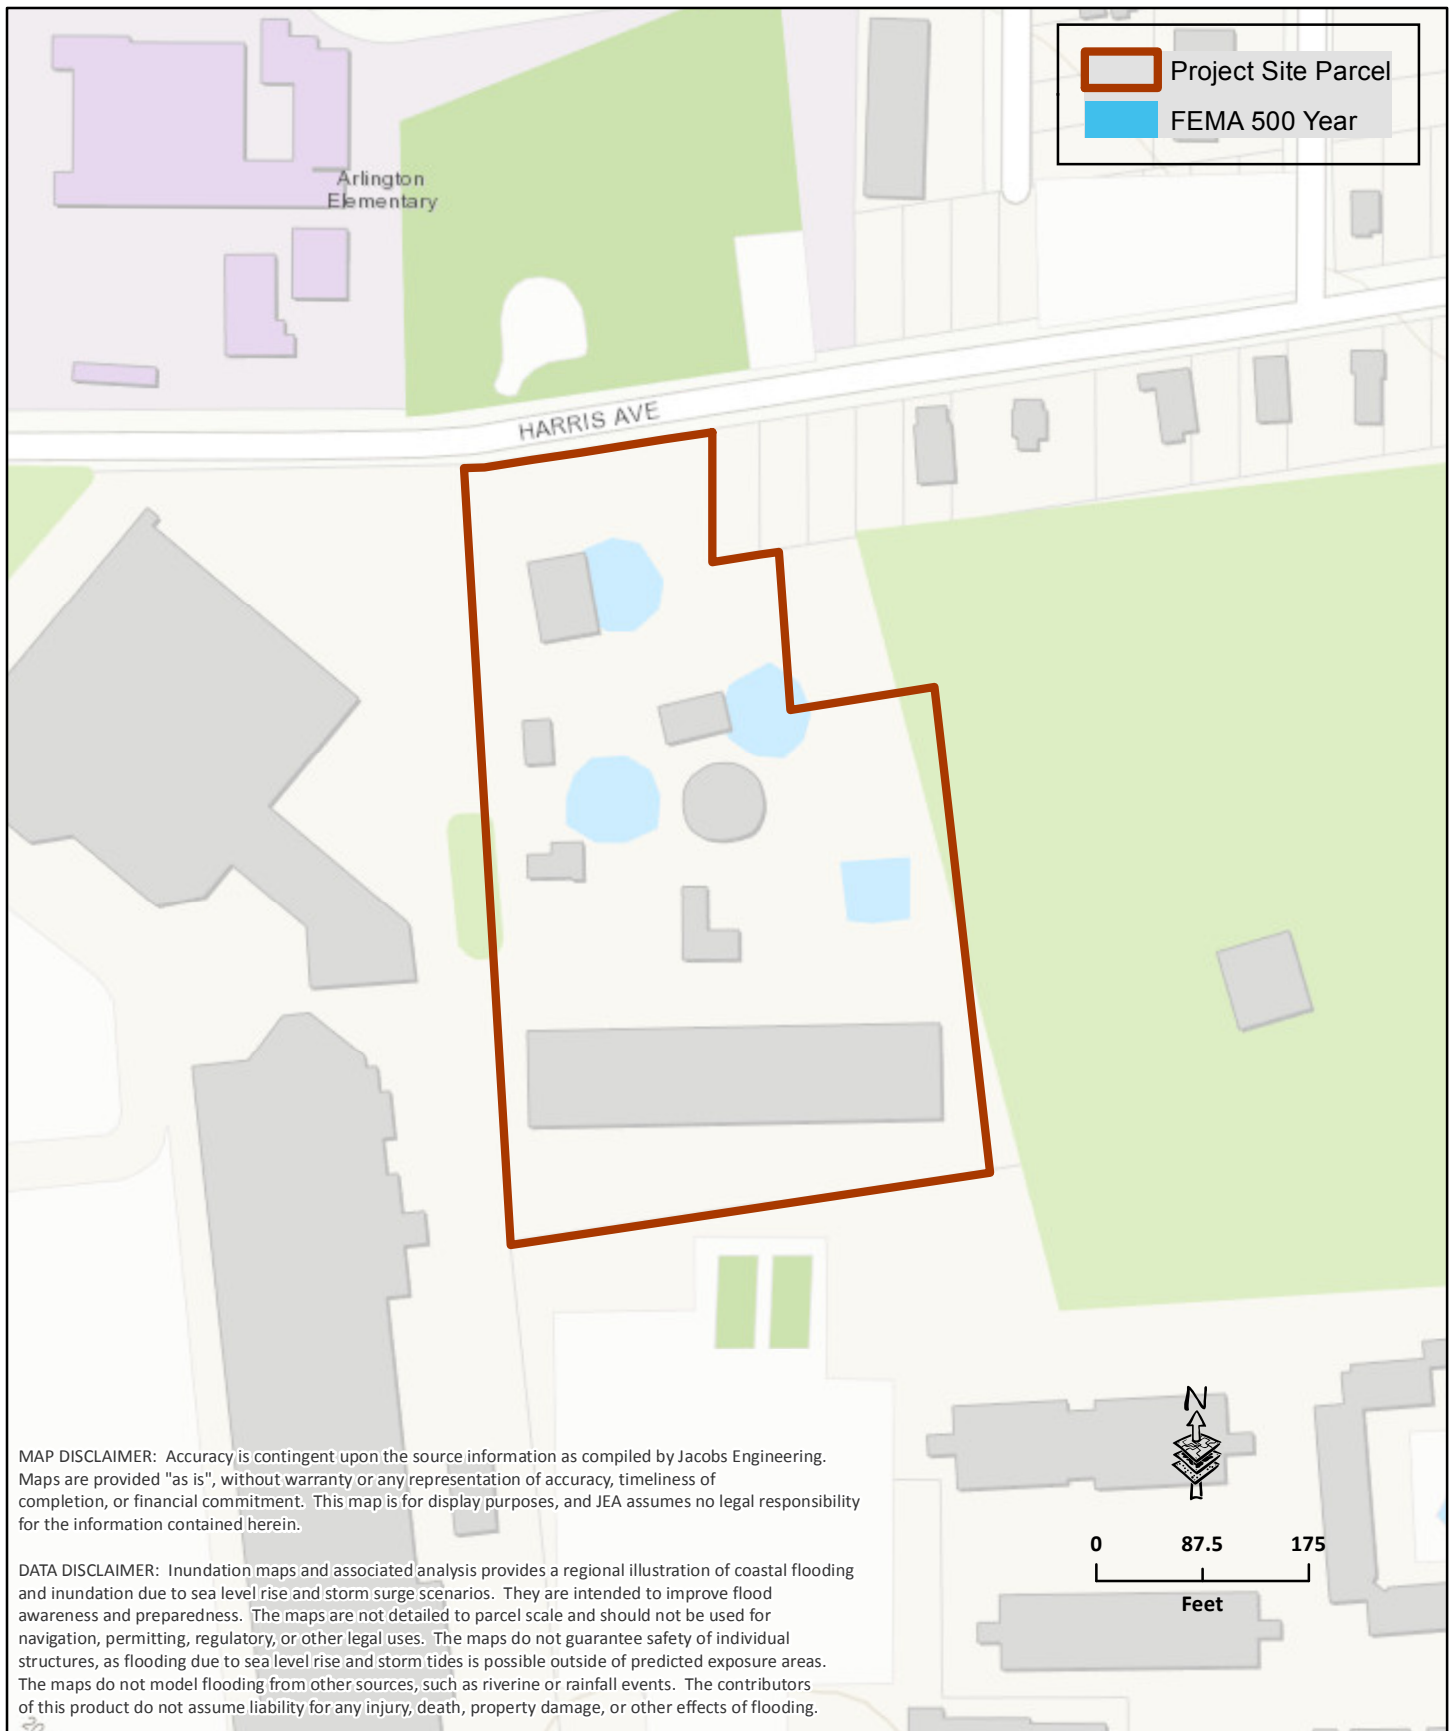 Project Site Parcel
FEMA 500 Year
Arlington
Elementary
HARRIS AVE
MAP DISCLAIMER: Accuracy is contingent upon the source information as compiled by Jacobs Engineering.
Maps are provided "as is", without warranty or any representation of accuracy, timeliness of
completion, or financial commitment. This map is for display purposes, and JEA assumes no legal responsibility
for the information contained herein.
DATA DISCLAIMER: Inundation maps and associated analysis provides a regional illustration of coastal flooding
and inundation due to sea level rise and storm surge scenarios. They are intended to improve flood
awareness and preparedness. The maps are not detailed to parcel scale and should not be used for
navigation, permitting, regulatory, or other legal uses. The maps do not guarantee safety of individual
structures, as flooding due to sea level rise and storm tides is possible outside of predicted exposure areas.
The maps do not model flooding from other sources, such as riverine or rainfall events. The contributors
of this product do not assume liability for any injury, death, property damage, or other effects of flooding.
N
0 87.5 175
Feet
20